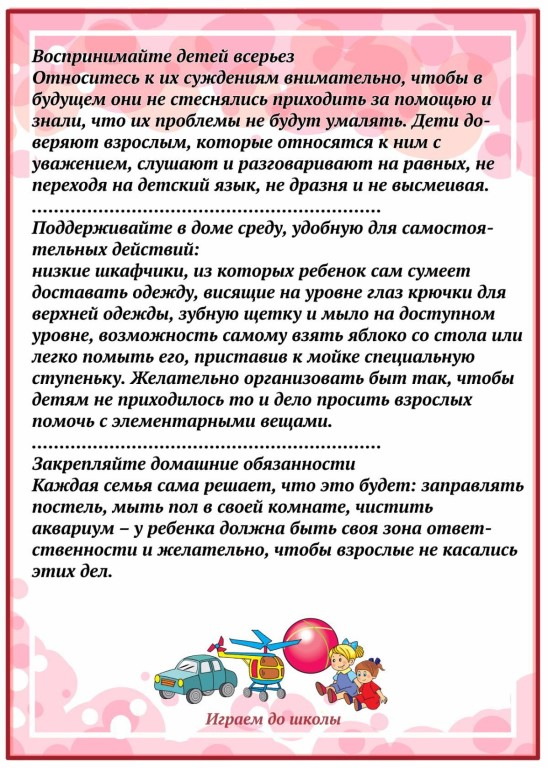 Воспринимайте детей всерьез
Относитесь к их суждениям внимательно, чтобы в
будущем они не стеснялись приходить за помощью и
знали, что их проблемы не будут умалять. Дети до-
веряют взрослым, которые относятся к ним с
уважением, слушают и разговаривают на равных, не
переходя на детский язык, не дразня и не высмеивая.
................................................................
Поддерживайте в доме среду, удобную для самостоя-
тельных действий:
низкие шкафчики, из которых ребенок сам сумеет
доставать одежду, висящие на уровне глаз крючки для
верхней одежды, зубную щетку и мыло на доступном
уровне, возможность самому взять яблоко со стола или
легко помыть его, приставив к мойке специальную
ступеньку. Желательно организовать быт так, чтобы
детям не приходилось то и дело просить взрослых
помочь с элементарными вещами.
................................................................
Закрепляйте домашние обязанности
Каждая семья сама решает, что это будет: заправлять
постель, мыть пол в своей комнате, чистить
аквариум – у ребенка должна быть своя зона ответ-
ственности и желательно, чтобы взрослые не касались
этих дел.
Играем до школы